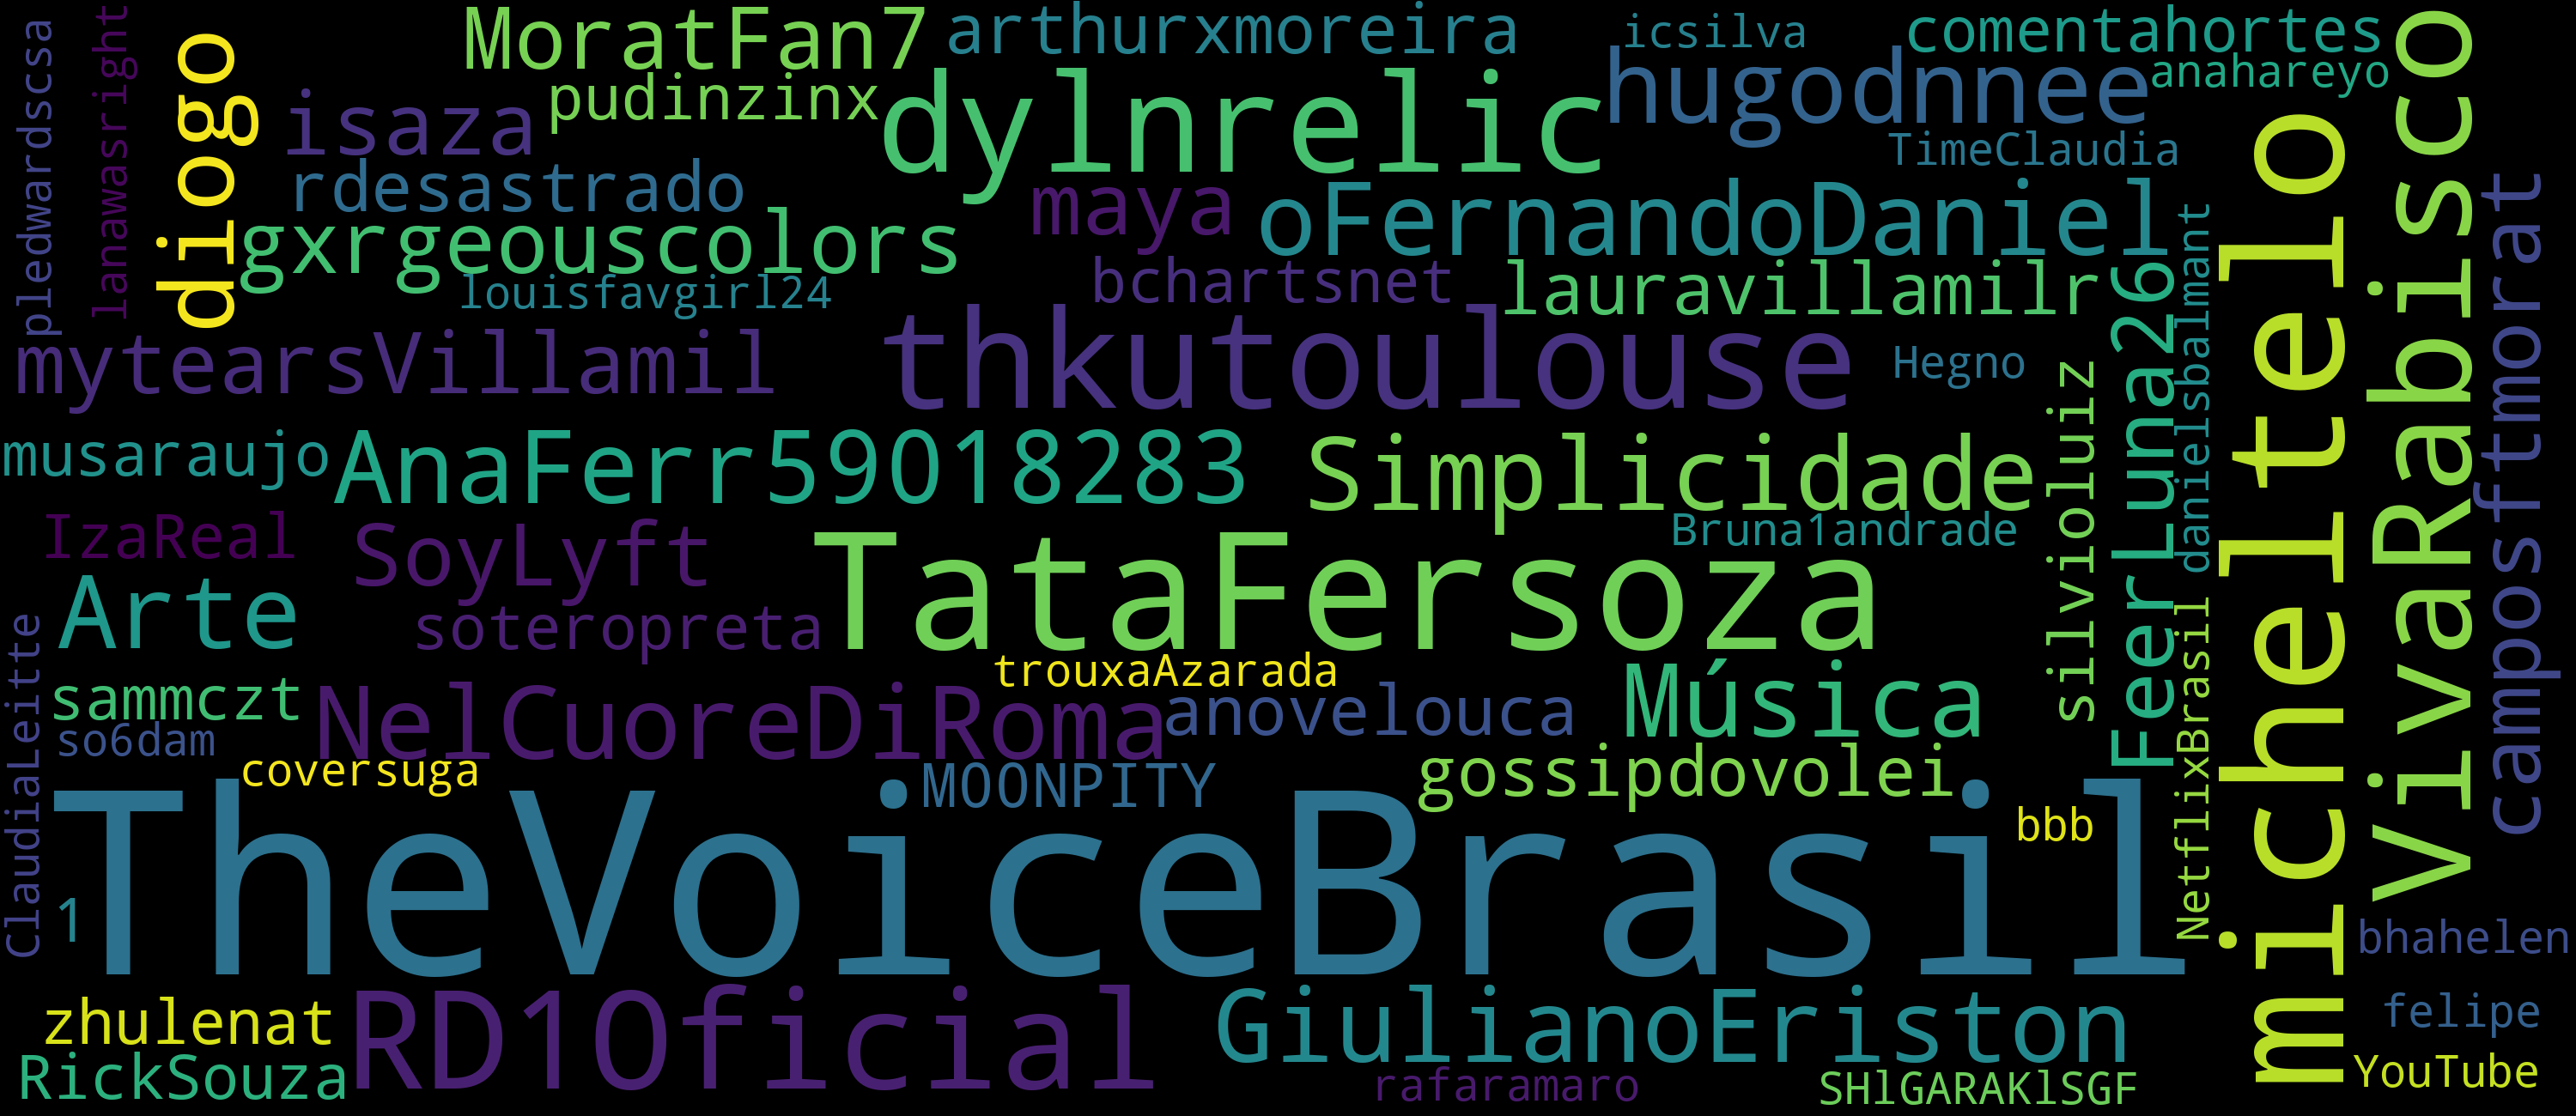 pledwardscsa
lanawasright
diogo
MoratFan7
arthurxmoreira
icsilva
comentahortes
isaza
pudinzinx
dylnrelic
hugodnnee
anahareyo
TimeClaudia
rdesastrado
maya
oFernandoDaniel
gxrgeouscolors
louisfavgirl24
bchartsnet
lauravillamilr
mytearsVillamil
thkutoulouse
Hegno
silvioluiz
FeerLuna26
danielsbalmant
micheltelo
vivaRabisco
camposftmorat
musaraujo
AnaFerr59018283
Simplicidade
IzaReal
SoyLyft
Bruna1andrade
Arte
soteropreta
TataFersoza
trouxaAzarada
ClaudiaLeitte
sammczt
NelCuoreDiRoma
anovelouca
Música
NetflixBrasil
so6dam
coversuga
MOONPITY
gossipdovolei
bbb
1
TheVoiceBrasil
bhahelen
zhulenat
RD1Oficial
GiulianoEriston
felipe
RickSouza
rafaramaro
SHlGARAKlSGF
YouTube